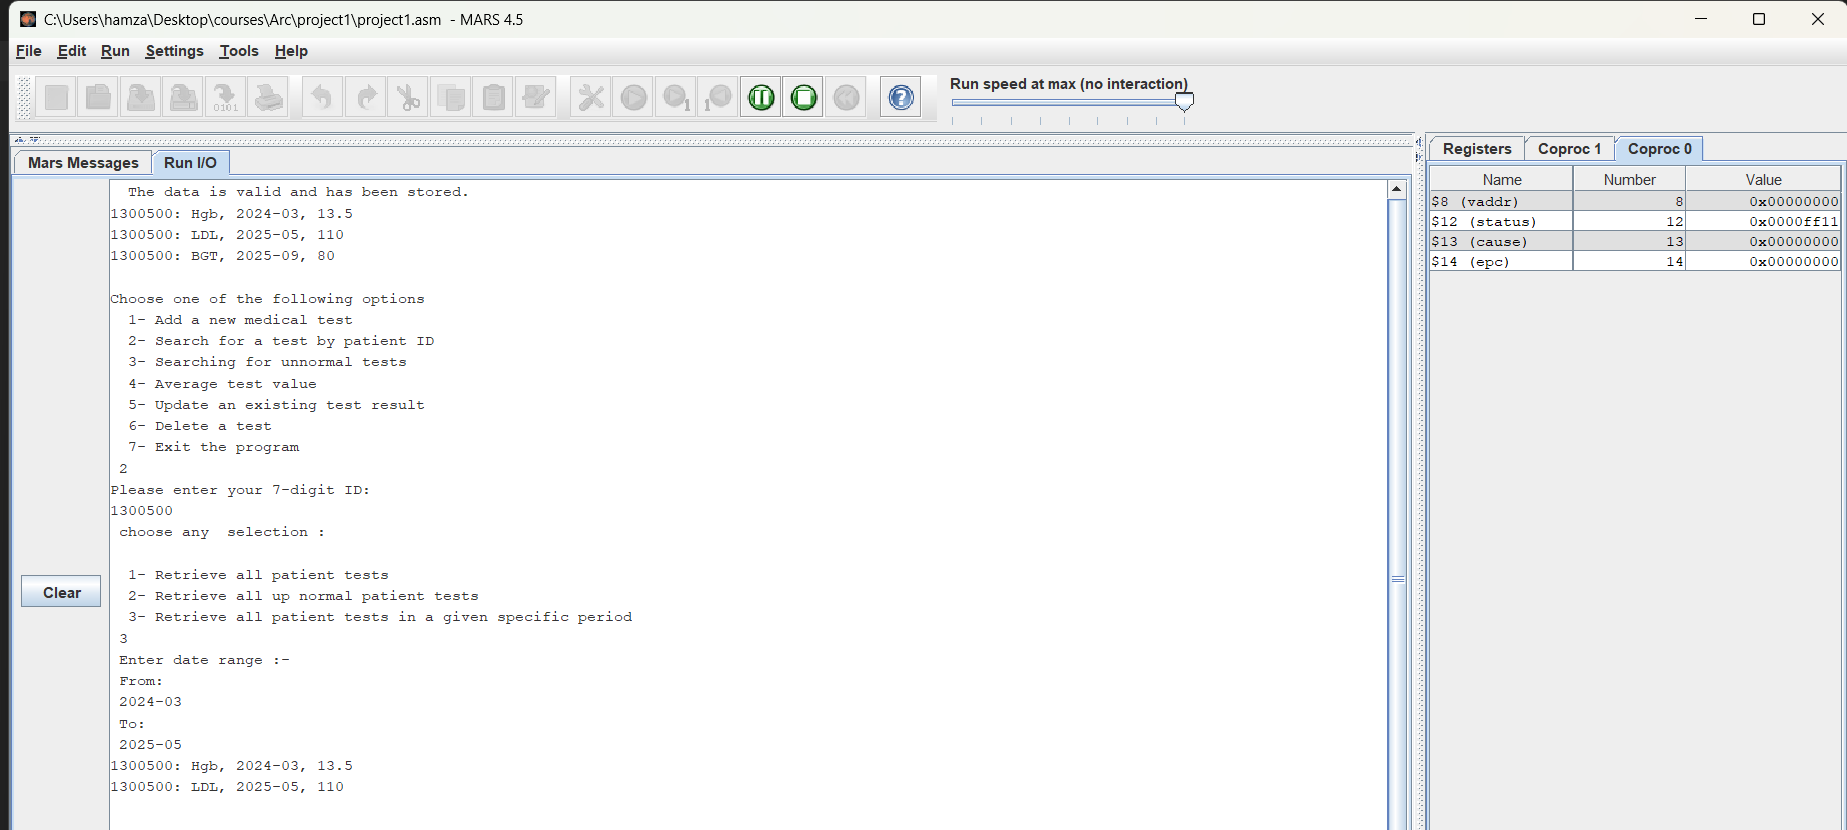 C:\Users\hamza\Desktop\courses\Arc\project1\project1.asm - MARS 4.5
File Edit Run Settings Tools Help
Run speed at max (no interaction)
Mars Messages Run I/O
The data is valid and has been stored.
1300500: Hgb, 2024-03, 13.5
1300500: LDL, 2025-05, 110
1300500: BGT, 2025-09, 80
Choose one of the following options
1- Add a new medical test
2- Search for a test by patient ID
3- Searching for unnormal tests
4- Average test value
5- Update an existing test result
6- Delete a test
7- Exit the program
2
Please enter your 7-digit ID:
1300500
choose any  selection :
1- Retrieve all patient tests
2- Retrieve all up normal patient tests
3- Retrieve all patient tests in a given specific period
3
Enter date range :-
From:
2024-03
To:
2025-05
1300500: Hgb, 2024-03, 13.5
1300500: LDL, 2025-05, 110
Clear
Registers Coproc 1 Coproc 0
Name Number Value
$8 (vaddr) 8 0x00000000
$12 (status) 12 0x0000ff11
$13 (cause) 13 0x00000000
$14 (epc) 14 0x00000000